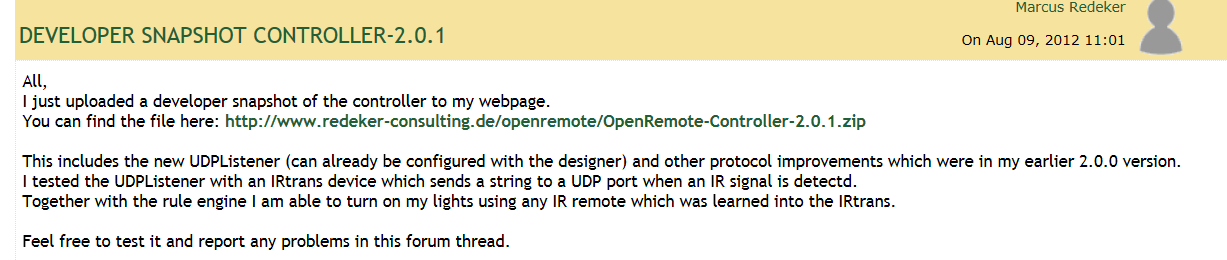 Marcus Redeker
DEVELOPER SNAPSHOT CONTROLLER-2.0.1
On Aug 09, 2012 11:01
All,
I just uploaded a developer snapshot of the controller to my webpage.
You can find the file here: http://www.redeker-consulting.de/openremote/OpenRemote-Controller-2.0.1.zip
This includes the new UDPListener (can already be configured with the designer) and other protocol improvements which were in my earlier 2.0.0 version.
I tested the UDPListener with an IRtrans device which sends a string to a UDP port when an IR signal is detectd.
Together with the rule engine I am able to turn on my lights using any IR remote which was learned into the IRtrans.
Feel free to test it and report any problems in this forum thread.